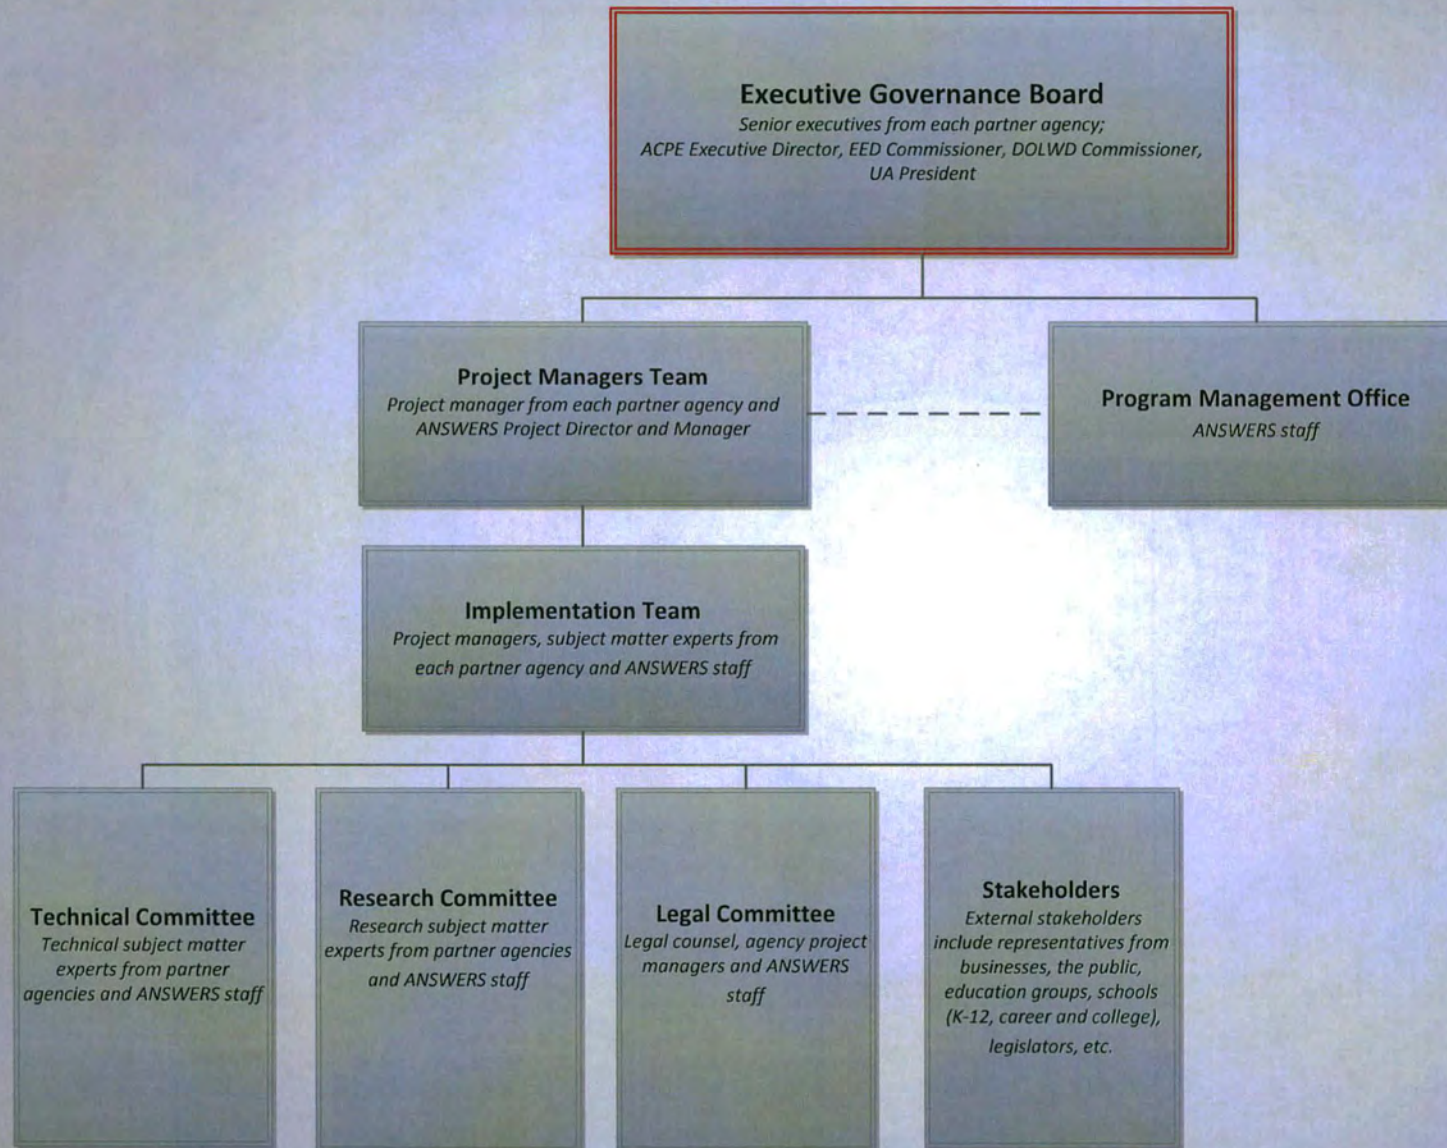 Executive Governance Board
Senior executives from each partner agency;
ACPE Executive Director, EED Commissioner, DOLWD Commissioner,
UA President
Project Managers Team
Project manager from each partner agency and
ANSWERS Project Director and Manager
Program Management Office
ANSWERS staff
Implementation Team
Project managers, subject matter experts from
each partner agency and ANSWERS staff
Technical Committee
Technical subject matter
experts from partner
agencies and ANSWERS staff
Research Committee
Research subject matter
experts from partner agencies
and ANSWERS staff
Legal Committee
Legal counsel, agency project
managers and ANSWERS
staff
Stakeholders
External stakeholders
include representatives from
businesses, the public,
education groups, schools
(K-12, career and college),
legislators, etc.